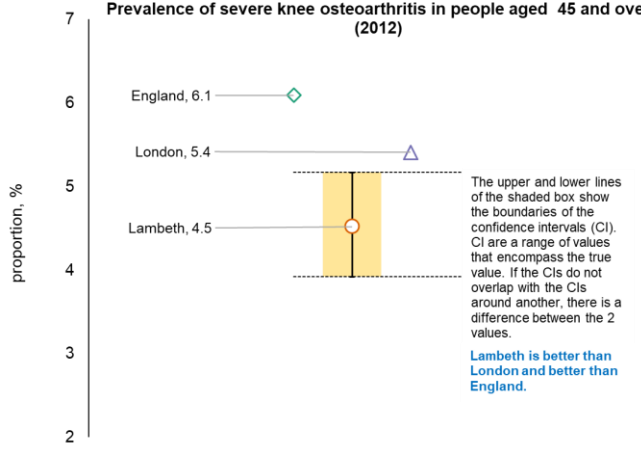 Prevalence of severe knee osteoarthritis in people aged 45 and ove
(2012)
7
6
5
4
3
2
proportion, %
England, 6.1
London, 5.4
Lambeth, 4.5
The upper and lower lines
of the shaded box show
the boundaries of the
confidence intervals (CI).
CI are a range of values
that encompass the true
value. If the CIs do not
overlap with the CIs
around another, there is a
difference between the 2
values.
Lambeth is better than
London and better than
England.